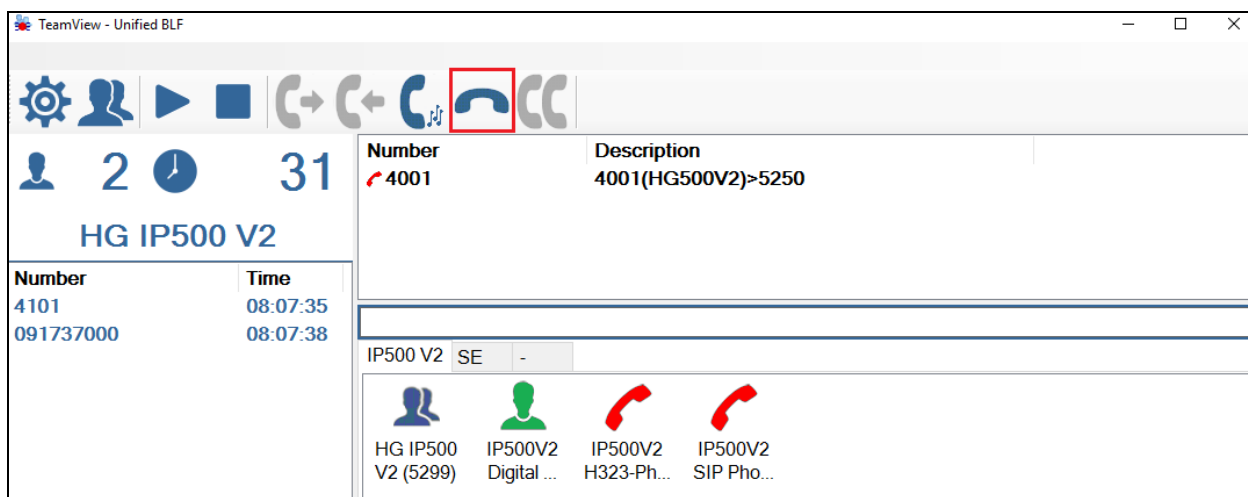 TeamView - Unified BLF
2 31
HG IP500 V2
Number Time
4101 08:07:35
091737000 08:07:38
Number Description
4001 4001(HG500V2)>5250
IP500 V2 SE -
HG IP500 IP500V2 IP500V2 IP500V2
V2 (5299) Digital ... H323-Ph... SIP Pho...